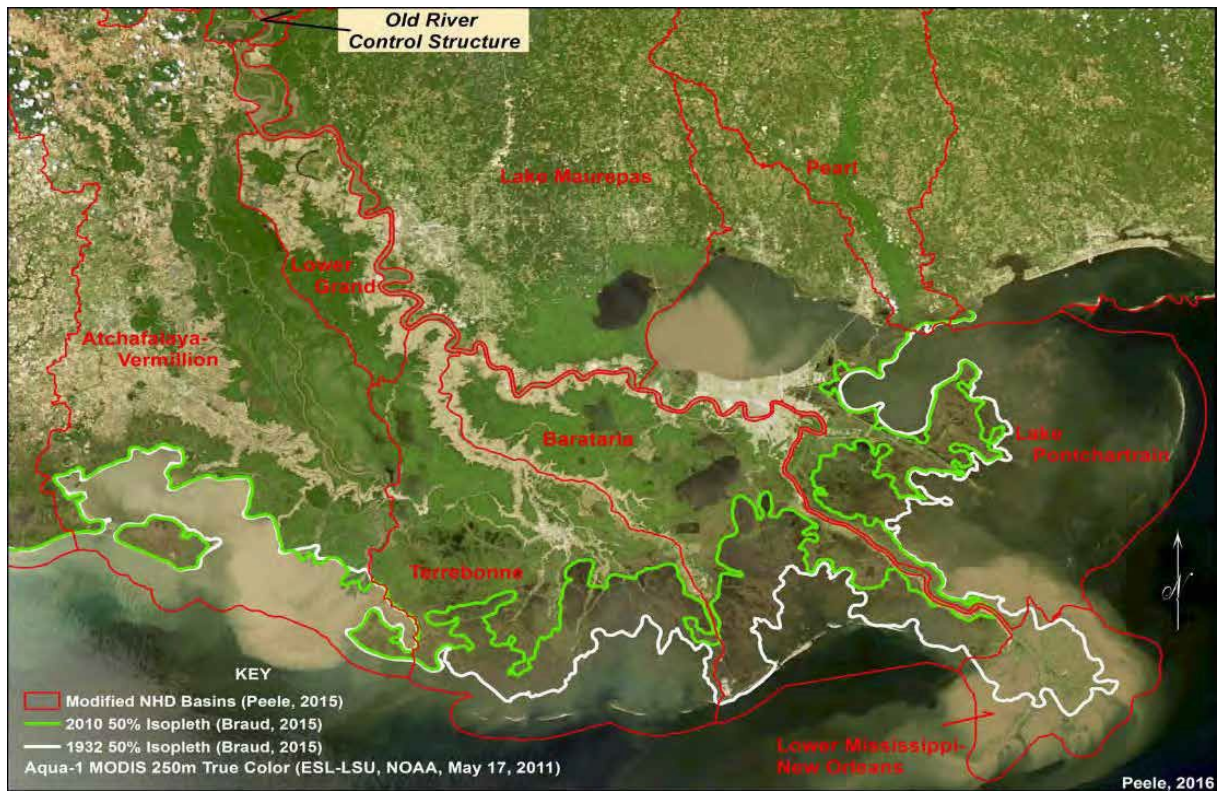 Old River
Control Structure
Lake Maurepas
Pearl
Lower
Grand
Atchafalaya-
Vermillion
Barataria
Lake
Pontchartrain
Terrebonne
N
KEY
Modified NHD Basins (Peele, 2015)
2010 50% Isopleth (Braud, 2015)
1932 50% Isopleth (Braud, 2015)
Aqua-1 MODIS 250m True Color (ESL-LSU, NOAA, May 17, 2011)
Lower Mississippi-
New Orleans
Peele, 2016